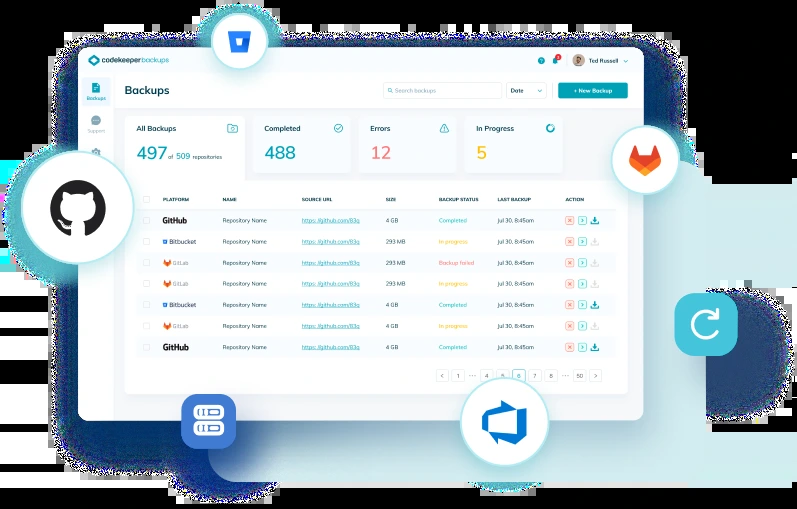 codekeeperbackups
Ted Russell
Backups
Search backups
Date
+ New Backup
Backups
Support
All Backups
Completed
Errors
In Progress
497 of 509 repositories
488
12
5
PLATFORM NAME SOURCE URL SIZE BACKUP STATUS LAST BACKUP ACTION
GitHub Repository Name https://github.com/83q 4 GB Completed Jul 30, 8:45am
Bitbucket Repository Name https://github.com/83q 293 MB In progress Jul 30, 8:45am
GitLab Repository Name https://github.com/83q 293 MB Backup failed Jul 30, 8:45am
GitLab Repository Name https://github.com/83q 293 MB In progress Jul 30, 8:45am
Bitbucket Repository Name https://github.com/83q 4 GB Completed Jul 30, 8:45am
GitLab Repository Name https://github.com/83q 4 GB In progress Jul 30, 8:45am
GitHub Repository Name https://github.com/83q 4 GB Completed Jul 30, 8:45am
< 1 ··· 4 5 6 7 8 ··· 50 >